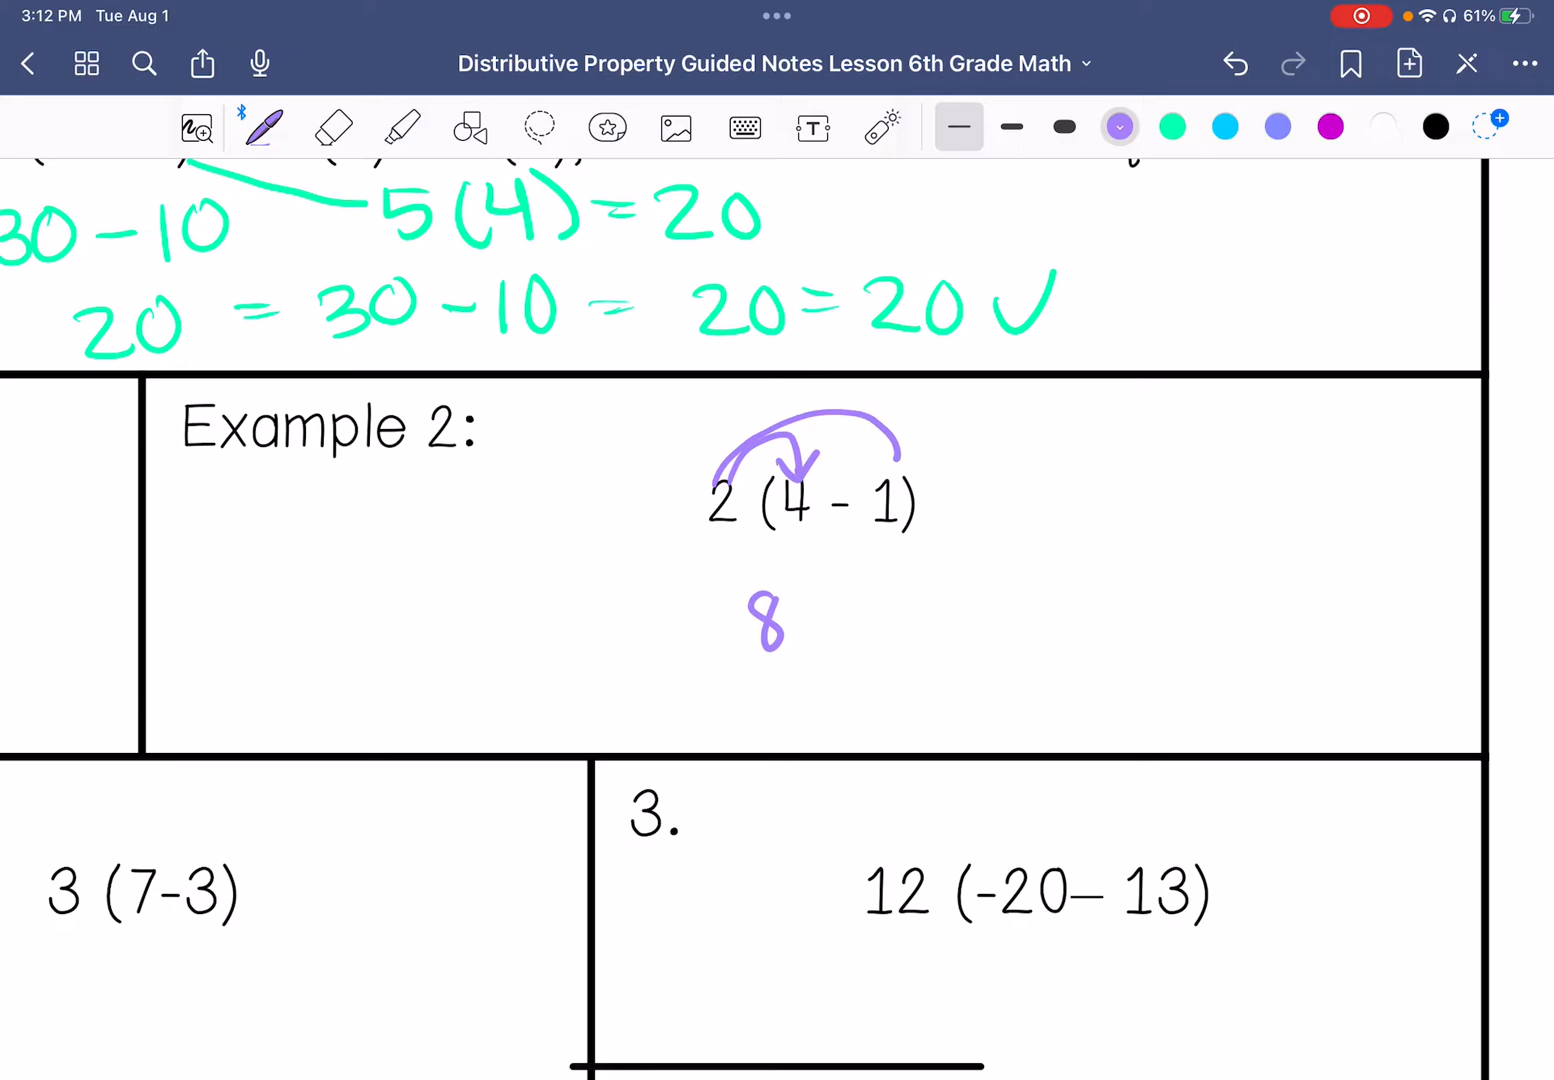 3:12 PM Tue Aug 1
61%
Distributive Property Guided Notes Lesson 6th Grade Math
T
30 - 10 5 (4) = 20
20 = 30 - 10 = 20 = 20 ✓
Example 2:
2 (4 - 1)
8
3.
3 (7-3)
12 (-20– 13)